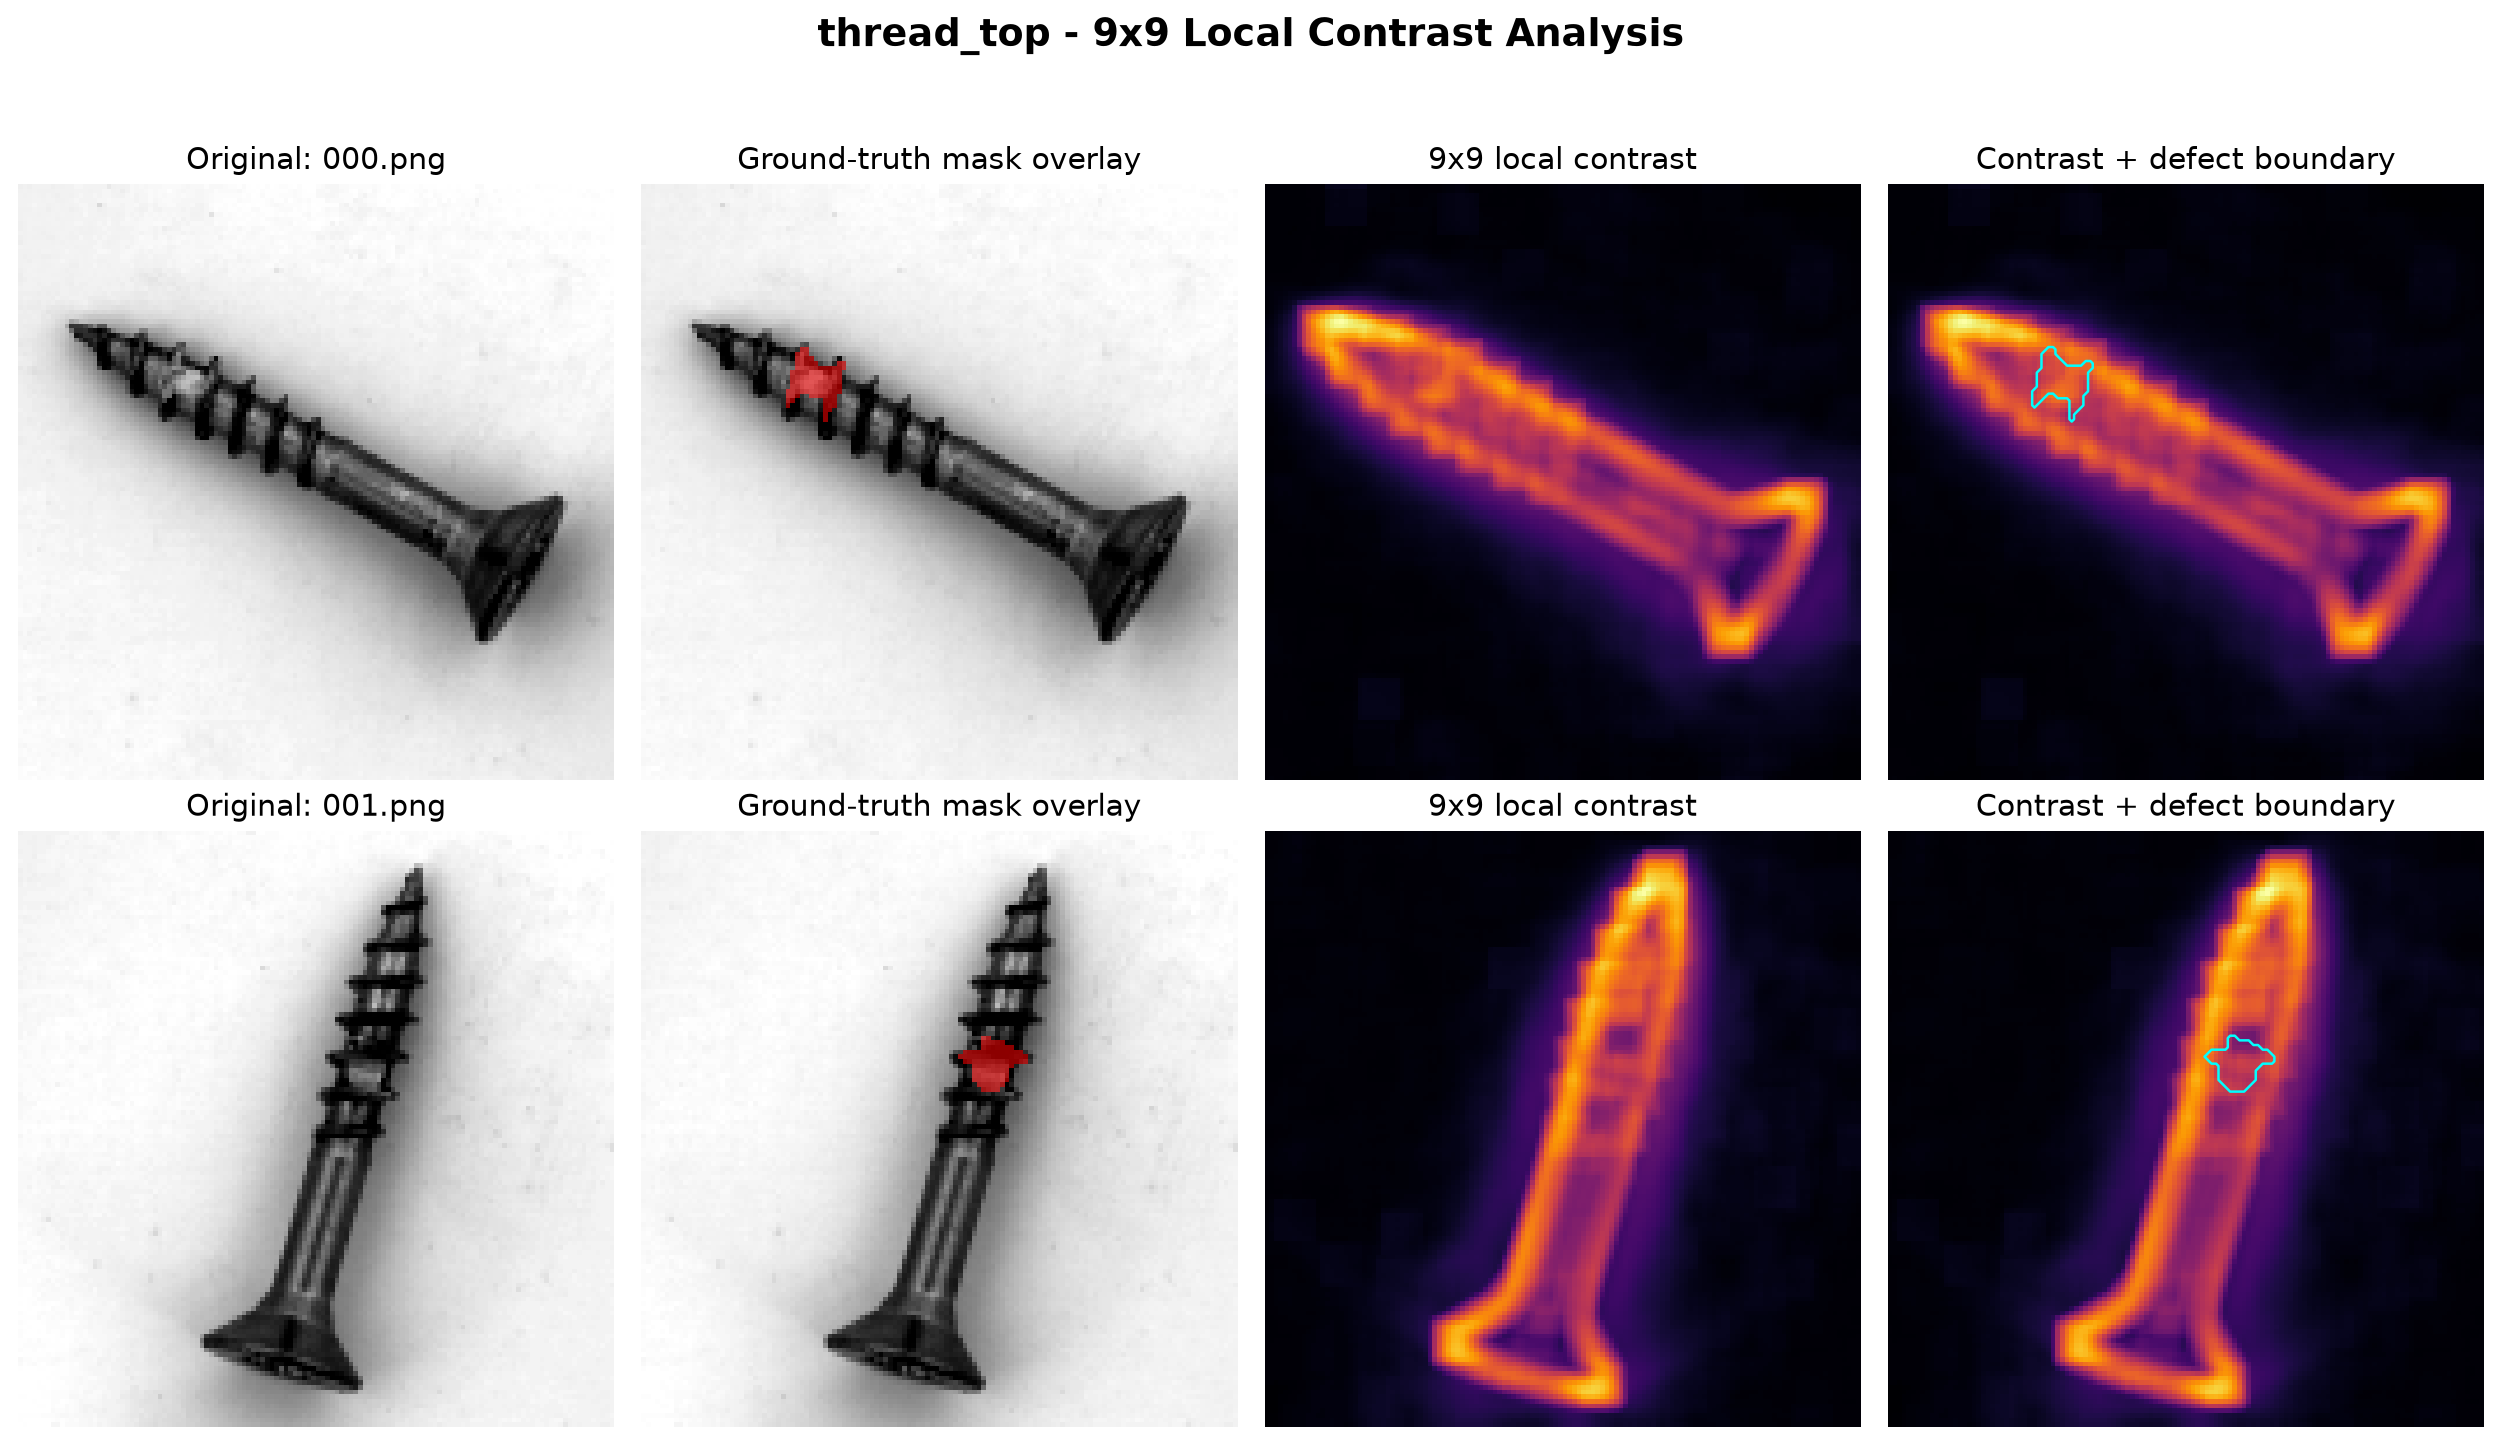 thread_top - 9x9 Local Contrast Analysis
Original: 000.png
Ground-truth mask overlay
9x9 local contrast
Contrast + defect boundary
Original: 001.png
Ground-truth mask overlay
9x9 local contrast
Contrast + defect boundary